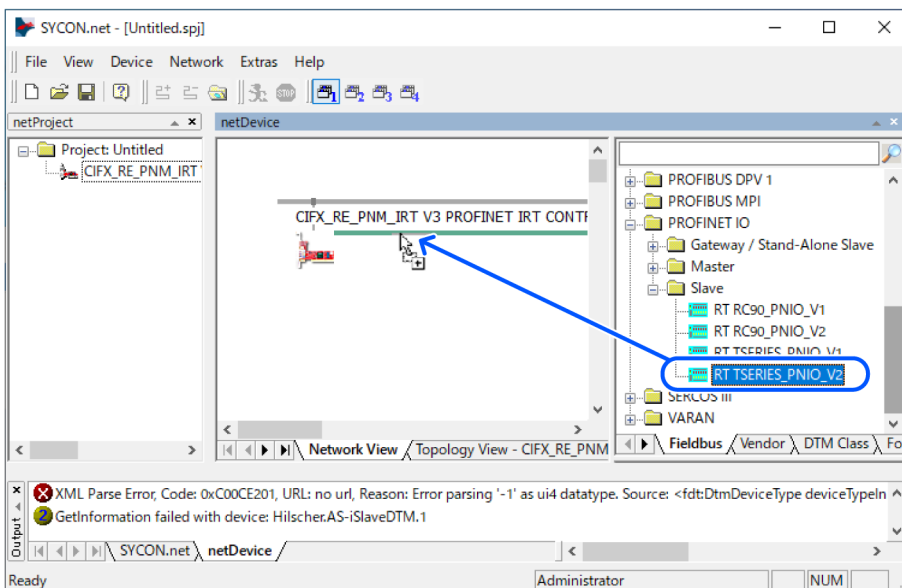 SYCON.net - [Untitled.spj]
File View Device Network Extras Help
netProject
netDevice
Project: Untitled
CIFX_RE_PNM_IRT
CIFX_RE_PNM_IRT V3 PROFINET IRT CONTR
PROFIBUS DPV 1
PROFIBUS MPI
PROFINET IO
Gateway / Stand-Alone Slave
Master
Slave
RT RC90_PNIO_V1
RT RC90_PNIO_V2
RT TSERIES_PNIO_V1
RT TSERIES_PNIO_V2
SERCOS III
VARAN
Network View Topology View - CIFX_RE_PNM
Fieldbus Vendor DTM Class Fo
XML Parse Error, Code: 0xC00CE201, URL: no url, Reason: Error parsing '-1' as ui4 datatype. Source: <fdt:DtmDeviceType deviceTypeIn
GetInformation failed with device: Hilscher.AS-iSlaveDTM.1
Output
SYCON.net netDevice
Ready Administrator NUM